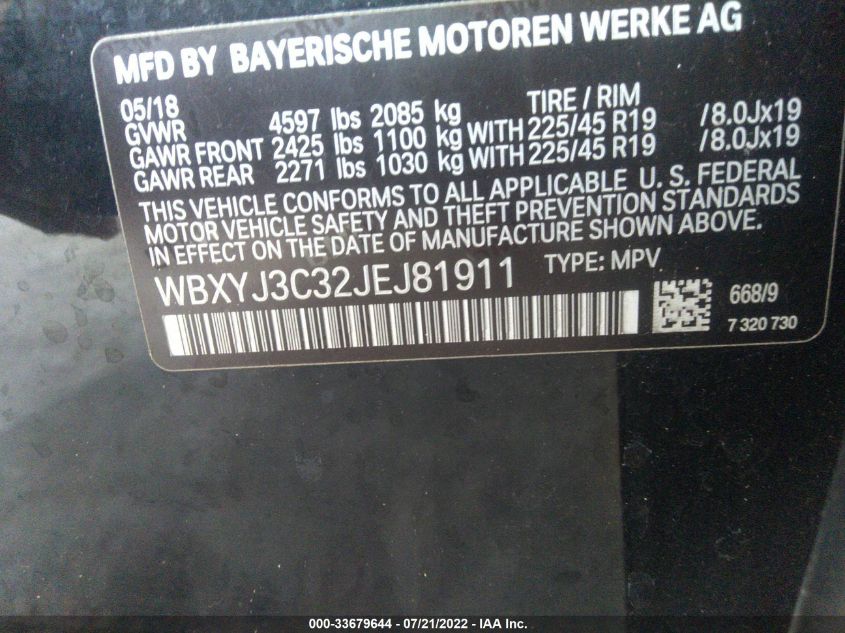 MFD BY BAYERISCHE MOTOREN WERKE AG
05/18 TIRE / RIM
GVWR 4597 lbs 2085 kg
GAWR FRONT 2425 lbs 1100 kg WITH 225/45 R19 /8.0Jx19
GAWR REAR 2271 lbs 1030 kg WITH 225/45 R19 /8.0Jx19
THIS VEHICLE CONFORMS TO ALL APPLICABLE U. S. FEDERAL
MOTOR VEHICLE SAFETY AND THEFT PREVENTION STANDARDS
IN EFFECT ON THE DATE OF MANUFACTURE SHOWN ABOVE.
WBXYJ3C32JEJ81911 TYPE: MPV
668/9
7 320 730
000-33679644 / 07/21/2022 - IAA Inc.